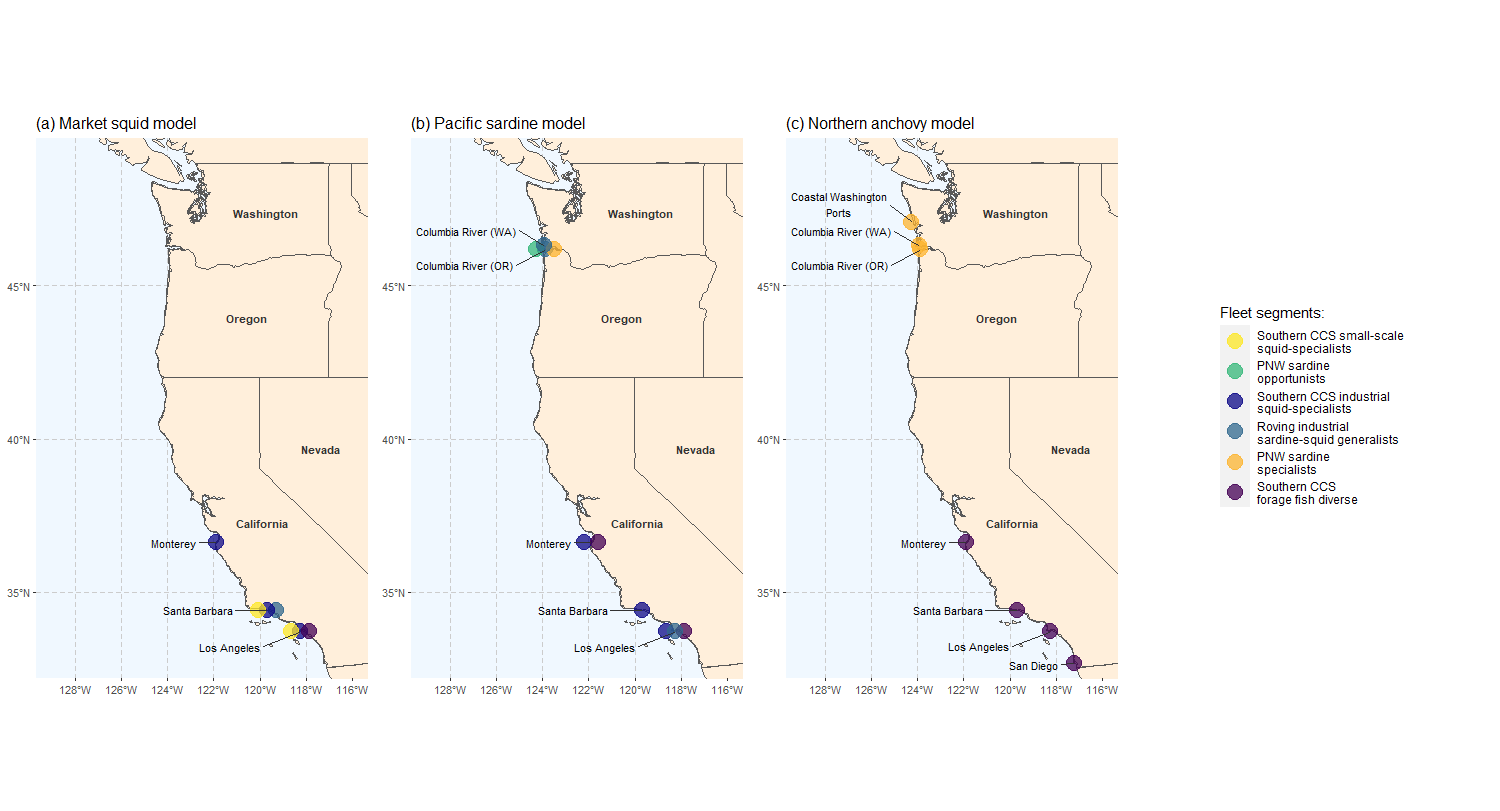 (a) Market squid model
Washington
45°N
Oregon
40°N
Nevada
California
Monterey
35°N
Santa Barbara
Los Angeles
128°W 126°W 124°W 122°W 120°W 118°W 116°W
(b) Pacific sardine model
Washington
Columbia River (WA)
Columbia River (OR)
45°N
Oregon
40°N
Nevada
California
Monterey
35°N
Santa Barbara
Los Angeles
128°W 126°W 124°W 122°W 120°W 118°W 116°W
(c) Northern anchovy model
Coastal Washington
Ports
Washington
Columbia River (WA)
Columbia River (OR)
45°N
Oregon
40°N
Nevada
California
Monterey
35°N
Santa Barbara
Los Angeles
San Diego
128°W 126°W 124°W 122°W 120°W 118°W 116°W
Fleet segments:
Southern CCS small-scale
squid-specialists
PNW sardine
opportunists
Southern CCS industrial
squid-specialists
Roving industrial
sardine-squid generalists
PNW sardine
specialists
Southern CCS
forage fish diverse